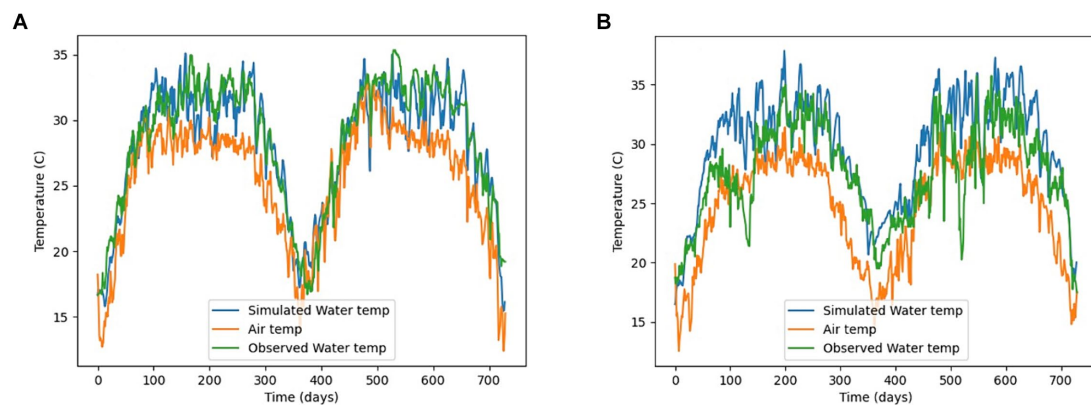 A
Temperature (C)
35
30
25
20
15
0 100 200 300 400 500 600 700
Time (days)
Simulated Water temp
Air temp
Observed Water temp
B
Temperature (C)
35
30
25
20
15
0 100 200 300 400 500 600 700
Time (days)
Simulated Water temp
Air temp
Observed Water temp